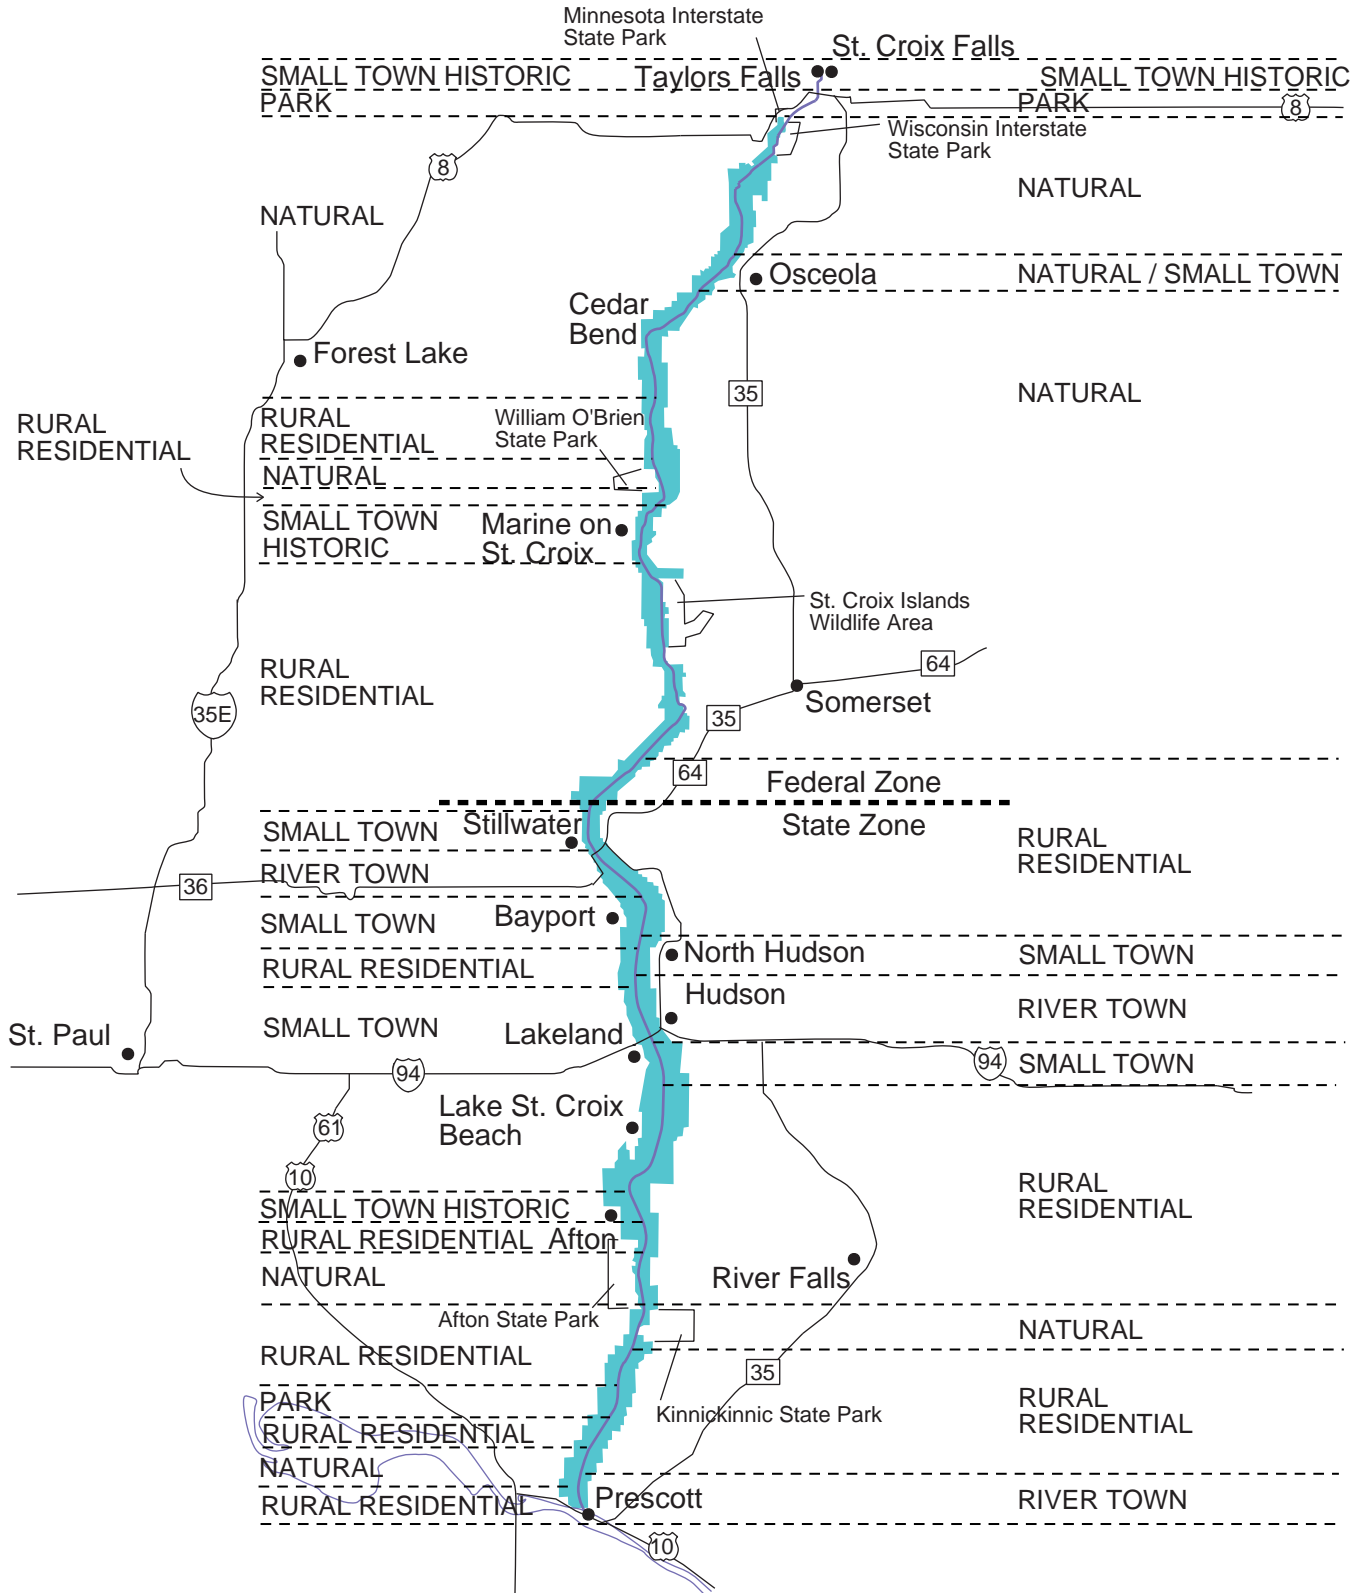 Minnesota Interstate
State Park
St. Croix Falls
SMALL TOWN HISTORIC
Taylors Falls
SMALL TOWN HISTORIC
PARK
PARK
8
Wisconsin Interstate
State Park
8
NATURAL
NATURAL
Osceola
NATURAL / SMALL TOWN
Cedar
Bend
Forest Lake
35
NATURAL
RURAL
RESIDENTIAL
RURAL
RESIDENTIAL
William O'Brien
State Park
NATURAL
SMALL TOWN
HISTORIC
Marine on
St. Croix
St. Croix Islands
Wildlife Area
RURAL
RESIDENTIAL
64
Somerset
35E
35
64
Federal Zone
State Zone
SMALL TOWN
Stillwater
RURAL
RESIDENTIAL
RIVER TOWN
36
SMALL TOWN
Bayport
North Hudson
SMALL TOWN
RURAL RESIDENTIAL
Hudson
RIVER TOWN
St. Paul
SMALL TOWN
Lakeland
94
94
SMALL TOWN
Lake St. Croix
Beach
61
10
RURAL
RESIDENTIAL
SMALL TOWN HISTORIC
RURAL RESIDENTIAL
Afton
NATURAL
River Falls
Afton State Park
NATURAL
RURAL RESIDENTIAL
35
PARK
Kinnickinnic State Park
RURAL
RESIDENTIAL
RURAL RESIDENTIAL
NATURAL
RURAL RESIDENTIAL
Prescott
RIVER TOWN
10